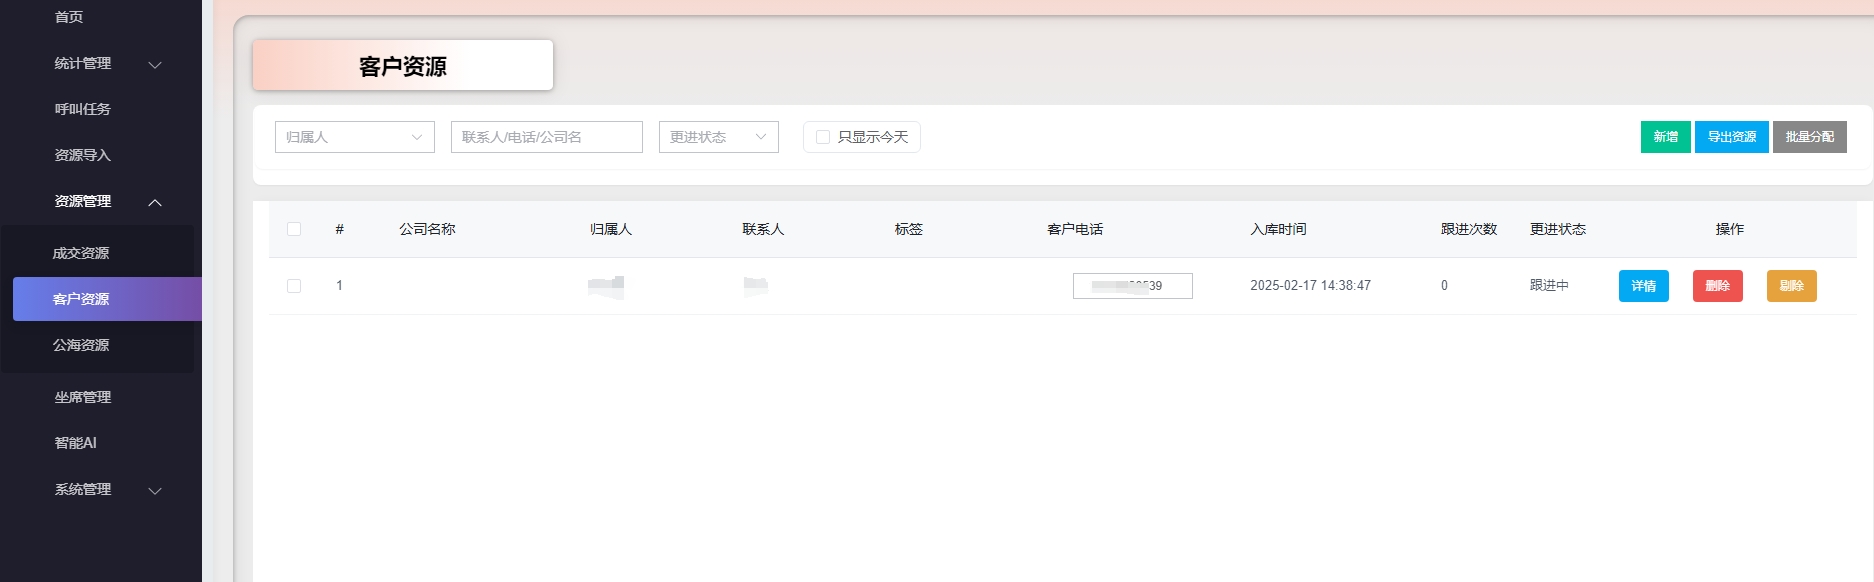 首页
统计管理
呼叫任务
资源导入
资源管理
成交资源
客户资源
公海资源
坐席管理
智能AI
系统管理
客户资源
归属人 联系人/电话/公司名 更进状态 只显示今天 新增 导出资源 批量分配
# 公司名称 归属人 联系人 标签 客户电话 入库时间 跟进次数 更进状态 操作
1 539 2025-02-17 14:38:47 0 跟进中 详情 删除 剔除